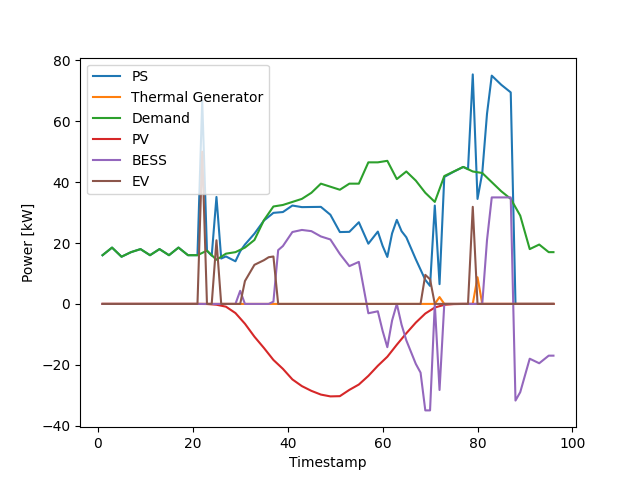 80
60
40
20
0
−20
−40
Power [kW]
PS
Thermal Generator
Demand
PV
BESS
EV
0
20
40
60
80
100
Timestamp